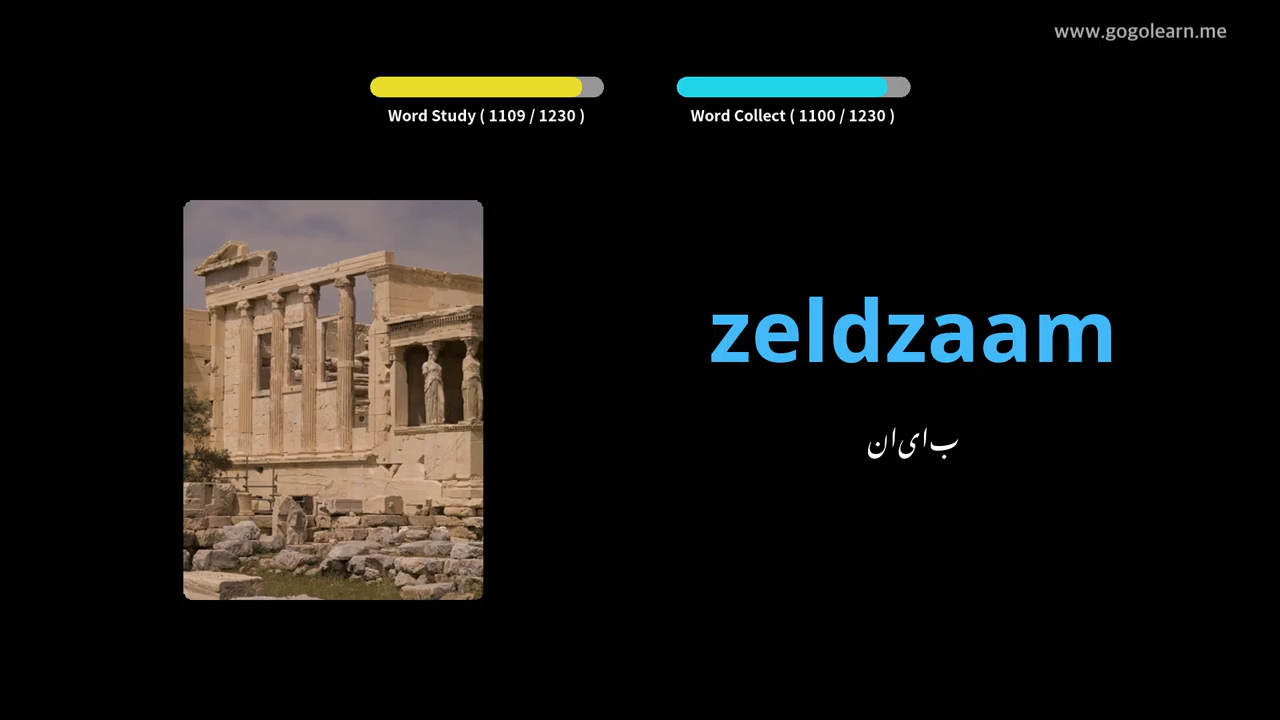 www.gogolearn.me
Word Study ( 1109 / 1230 )
Word Collect ( 1100 / 1230 )
zeldzaam
ب‌ای‌ان